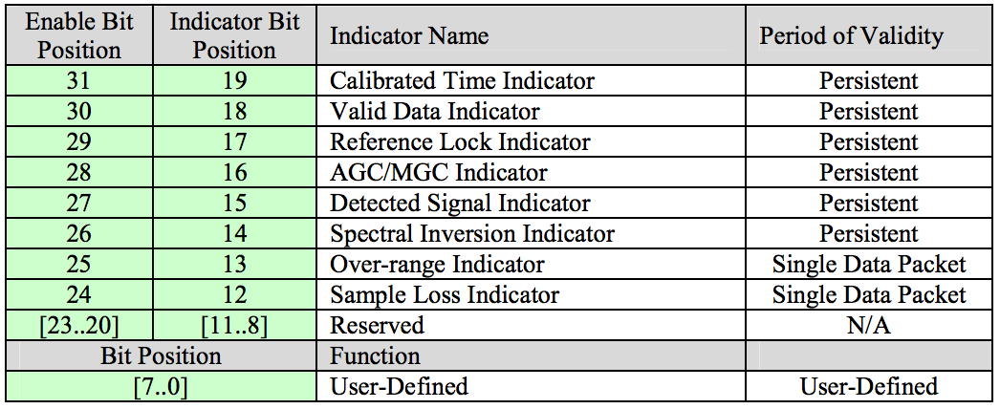 Enable Bit Position Indicator Bit Position Indicator Name Period of Validity
31 19 Calibrated Time Indicator Persistent
30 18 Valid Data Indicator Persistent
29 17 Reference Lock Indicator Persistent
28 16 AGC/MGC Indicator Persistent
27 15 Detected Signal Indicator Persistent
26 14 Spectral Inversion Indicator Persistent
25 13 Over-range Indicator Single Data Packet
24 12 Sample Loss Indicator Single Data Packet
[23..20] [11..8] Reserved N/A
Bit Position Function
[7..0] User-Defined User-Defined